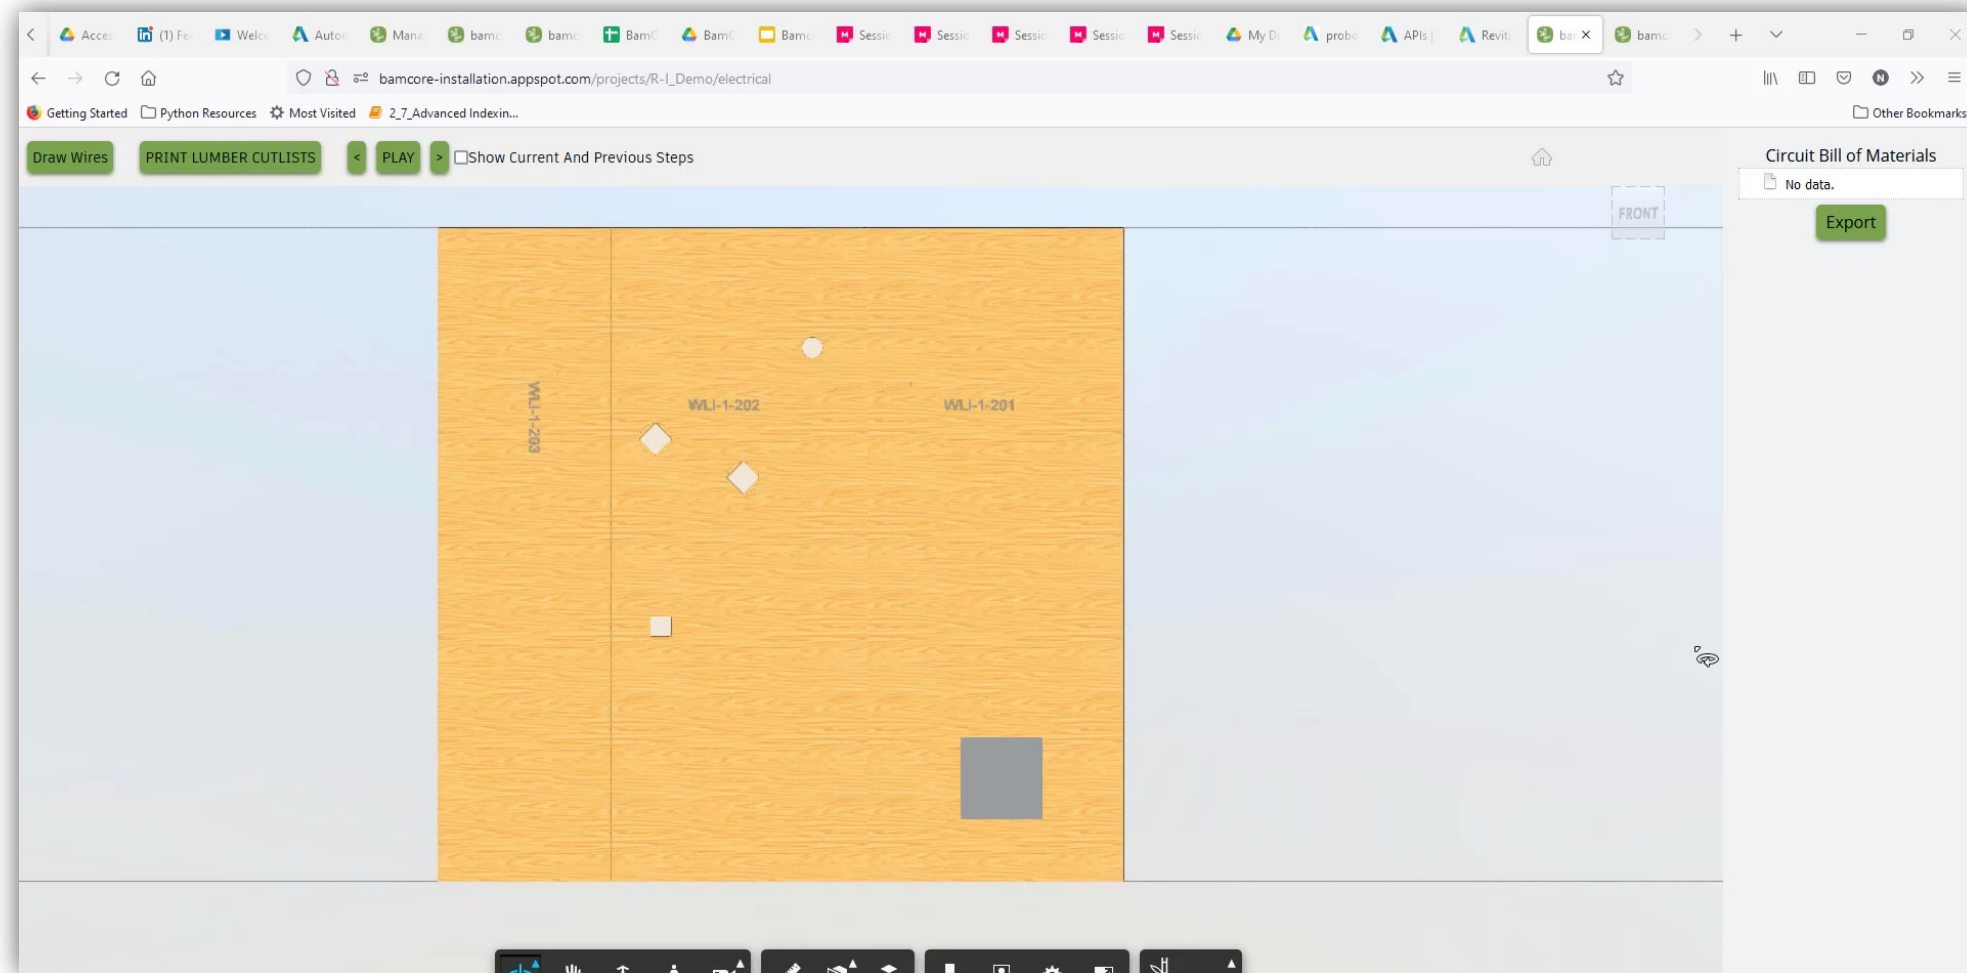 Acces (1) Fe Welco Autod Mana bamc bamc BamC BamC Bamc Sessio Sessio Sessio Sessio Sessio My D probo APIs | Revit bar bamc
bamcore-installation.appspot.com/projects/R-I_Demo/electrical
Getting Started Python Resources Most Visited 2_7_Advanced Indexin... Other Bookmarks
Draw Wires PRINT LUMBER CUTLISTS < PLAY > Show Current And Previous Steps
Circuit Bill of Materials
No data.
Export
FRONT
WLI-1-203
WLI-1-202
WLI-1-201